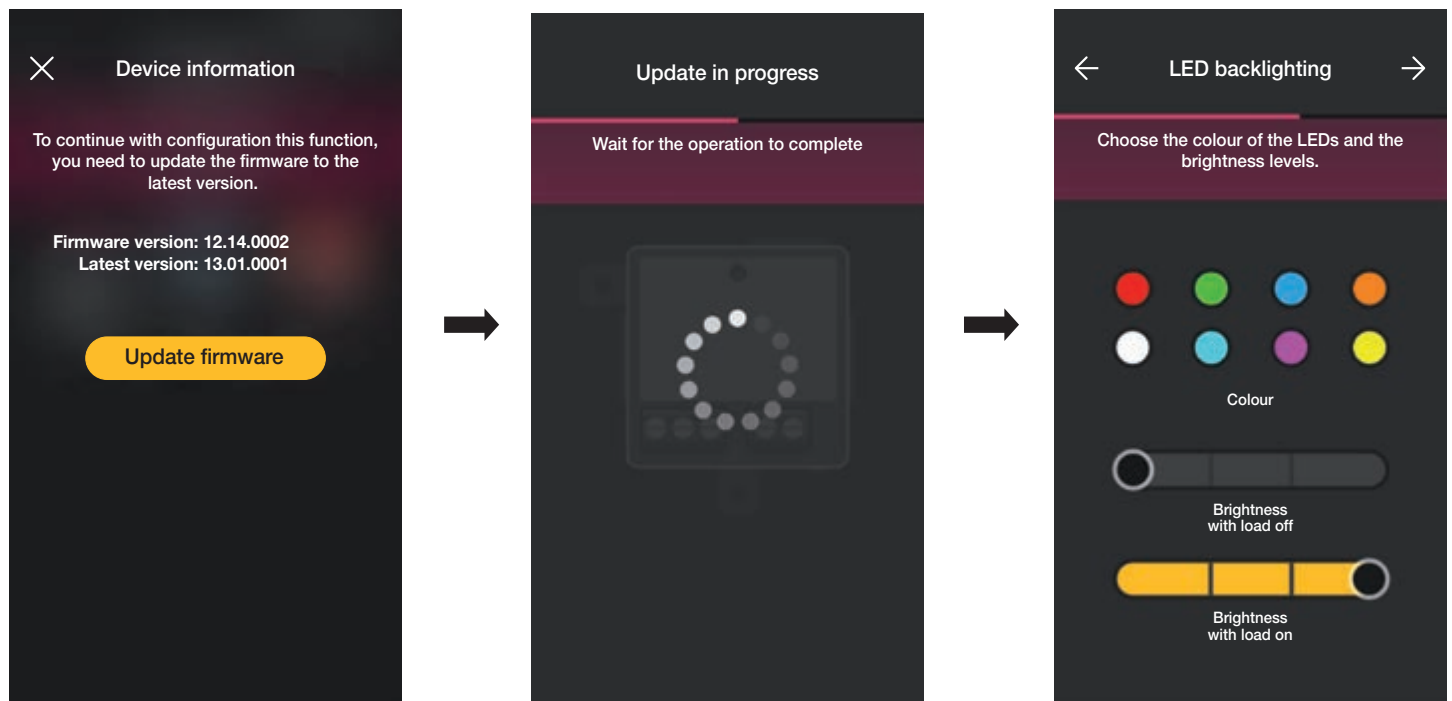 Device information
To continue with configuration this function,
you need to update the firmware to the
latest version.
Firmware version: 12.14.0002
Latest version: 13.01.0001
Update firmware
Update in progress
Wait for the operation to complete
LED backlighting
Choose the colour of the LEDs and the
brightness levels.
Colour
Brightness
with load off
Brightness
with load on